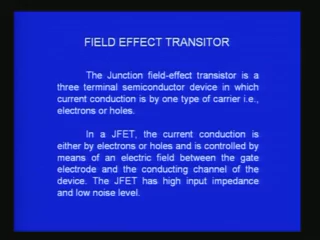 FIELD EFFECT TRANSITOR
The Junction field-effect transistor is a
three terminal semiconductor device in which
current conduction is by one type of carrier i.e.,
electrons or holes.
In a JFET, the current conduction is
either by electrons or holes and is controlled by
means of an electric field between the gate
electrode and the conducting channel of the
device. The JFET has high input impedance
and low noise level.